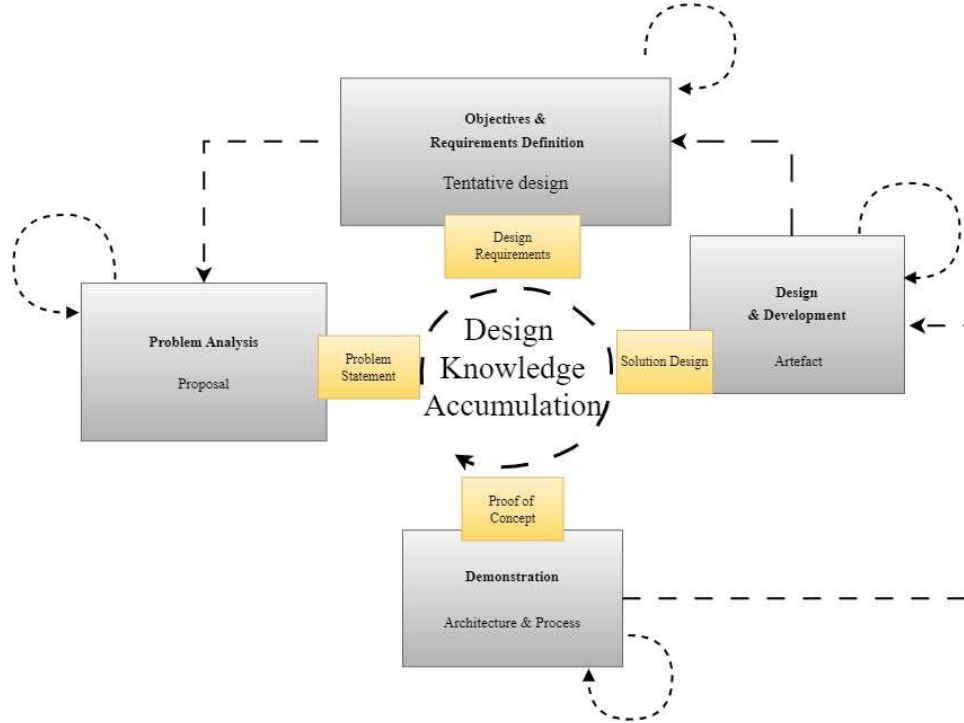 Objectives &
Requirements Definition
Tentative design
Design
Requirements
Problem Analysis
Proposal
Problem
Statement
Design
Knowledge
Accumulation
Solution Design
Design
& Development
Artefact
Proof of
Concept
Demonstration
Architecture & Process